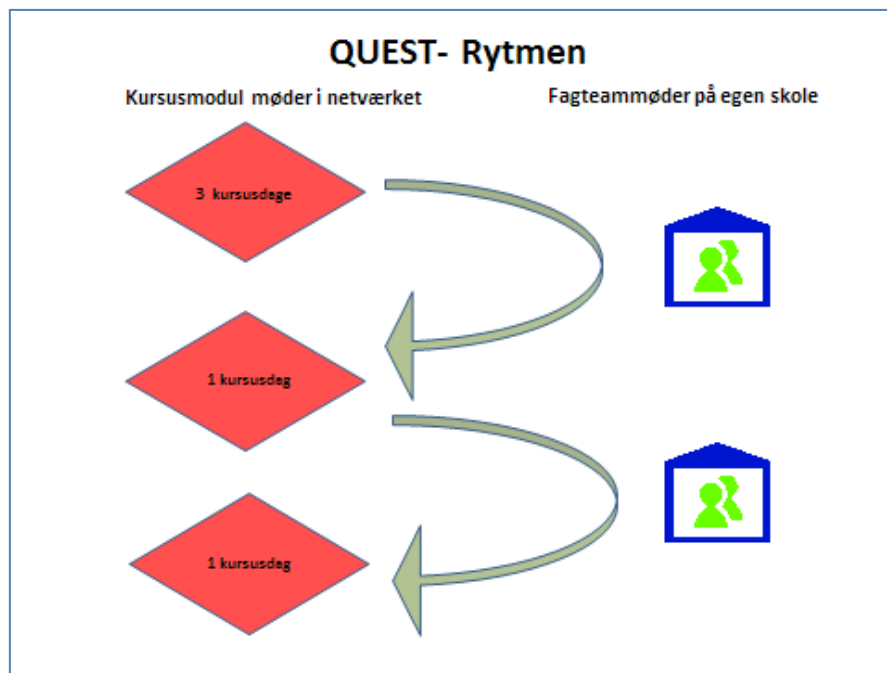 QUEST- Rytmen
Kursusmodul møder i netværket
Fagteammøder på egen skole
3 kursusdage
1 kursusdag
1 kursusdag